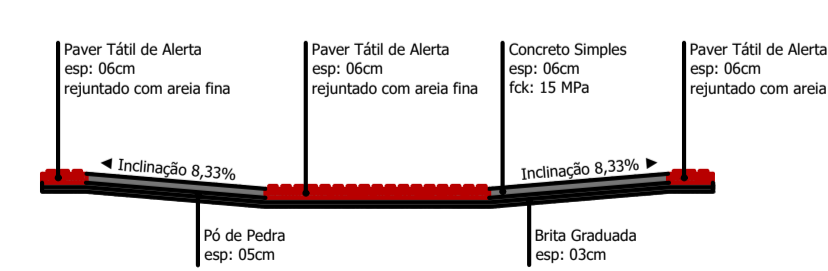 Paver Tátil de Alerta
esp: 06cm
rejuntado com areia fina
Paver Tátil de Alerta
esp: 06cm
rejuntado com areia fina
Concreto Simples
esp: 06cm
fck: 15 MPa
Paver Tátil de Alerta
esp: 06cm
rejuntado com areia
Inclinação 8,33%
Inclinação 8,33%
Pó de Pedra
esp: 05cm
Brita Graduada
esp: 03cm